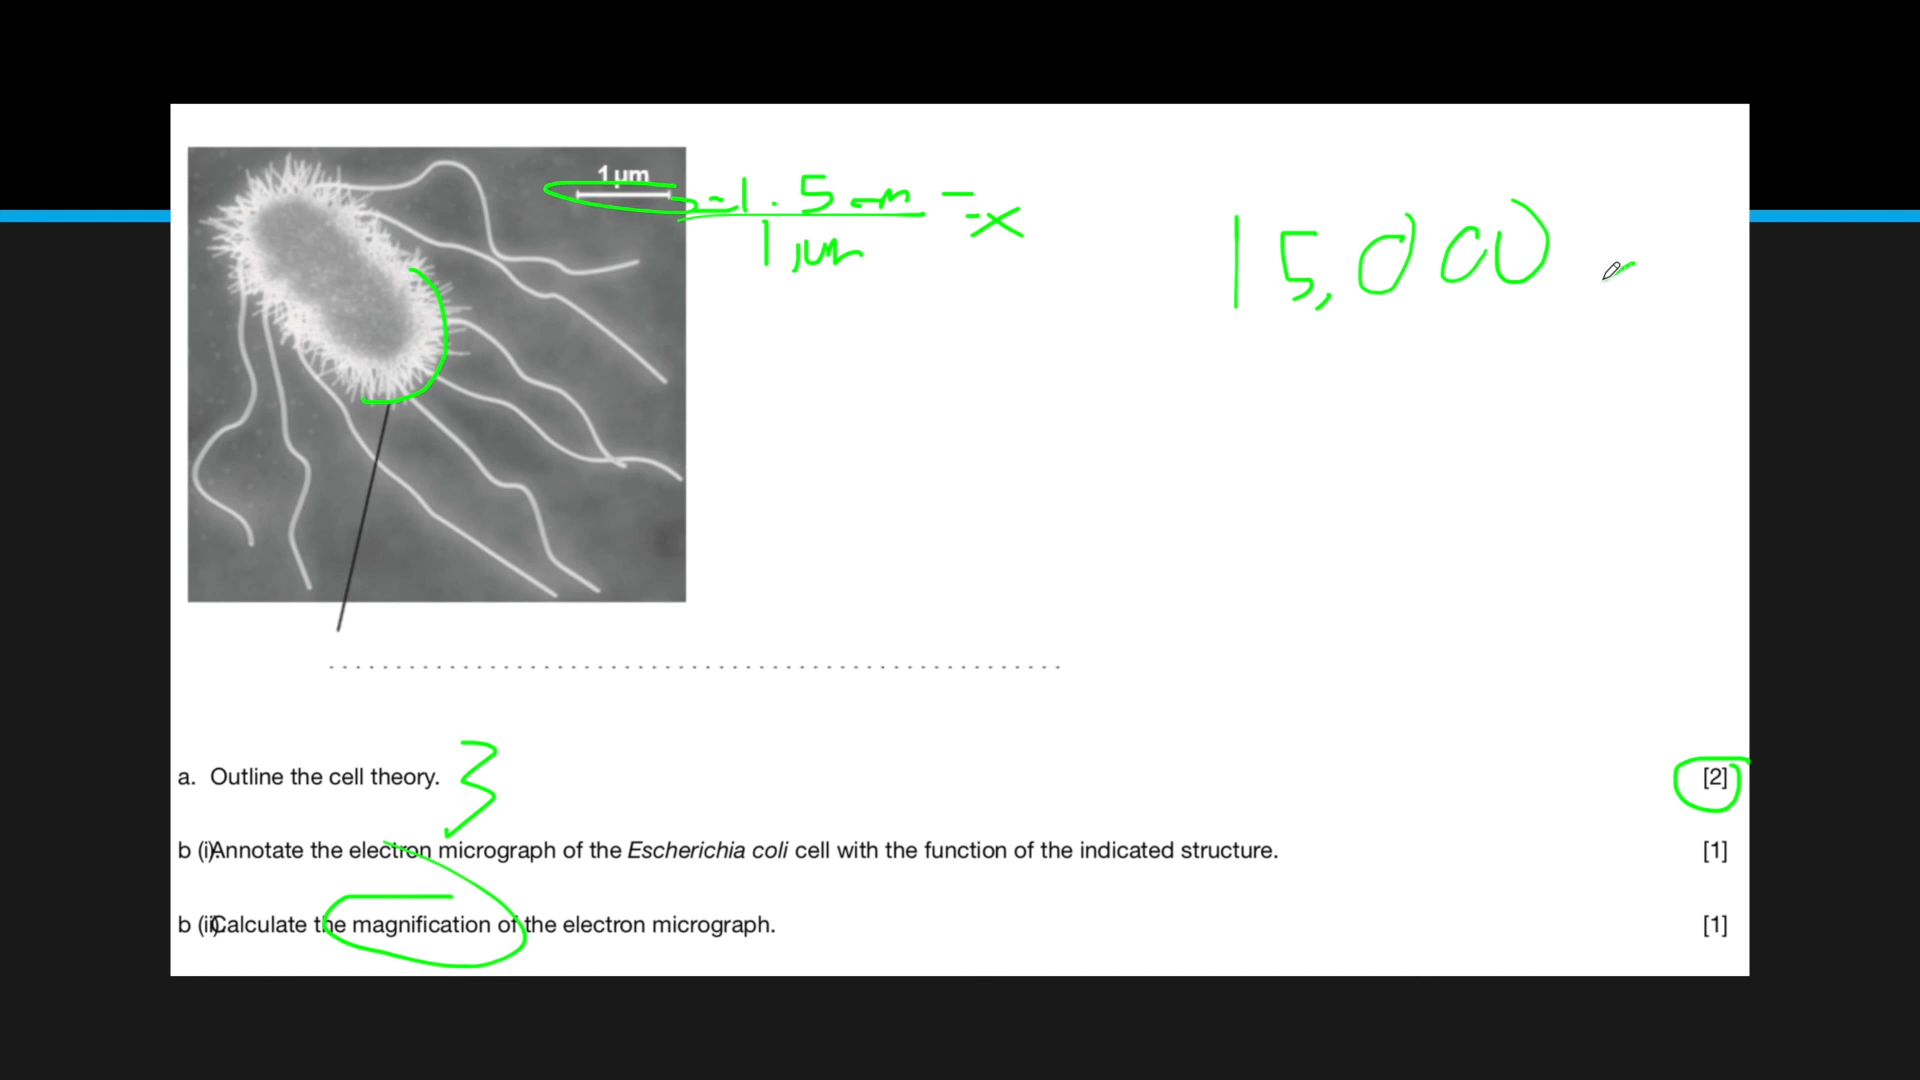 1 µm
= 1.5 cm = x
1 µm
15,000
a. Outline the cell theory. [2]
b (i). Annotate the electron micrograph of the Escherichia coli cell with the function of the indicated structure. [1]
b (ii). Calculate the magnification of the electron micrograph. [1]